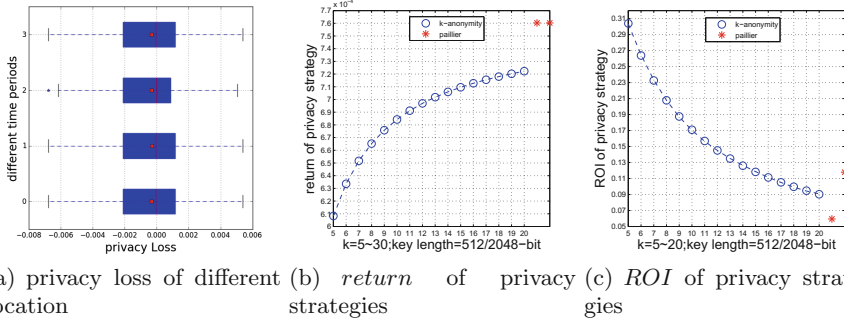 different time periods
3
2
1
0
−0.008 −0.006 −0.004 −0.002 0.000 0.002 0.004 0.006
privacy Loss
a) privacy loss of different
ocation
x 10⁻⁴
return of privacy strategy
7.7
7.6
7.5
7.4
7.3
7.2
7.1
7
6.9
6.8
6.7
6.6
6.5
6.4
6.3
6.2
6.1
6
k−anonymity
paillier
5 6 7 8 9 10 11 12 13 14 15 16 17 18 19 20
k=5~30;key length=512/2048−bit
(b) return of privacy
strategies
ROI of privacy strategy
0.31
0.29
0.27
0.25
0.23
0.21
0.19
0.17
0.15
0.13
0.11
0.09
0.07
0.05
k−anonymity
paillier
5 6 7 8 9 10 11 12 13 14 15 16 17 18 19 20
k=5~20;key length=512/2048−bit
(c) ROI of privacy strat
gies